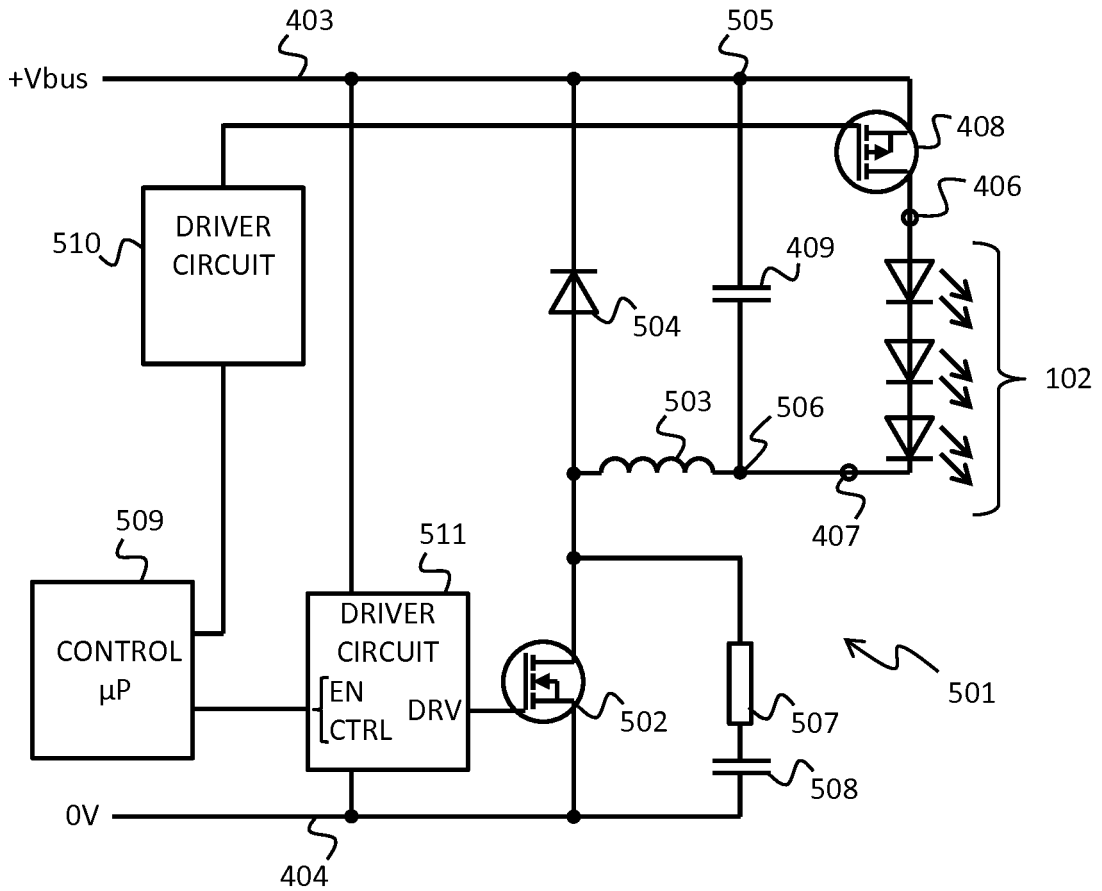 403
505
+Vbus
408
406
DRIVER
CIRCUIT
510
409
504
102
503
506
407
509
511
CONTROL
µP
DRIVER
CIRCUIT
EN
CTRL
DRV
502
507
501
508
0V
404